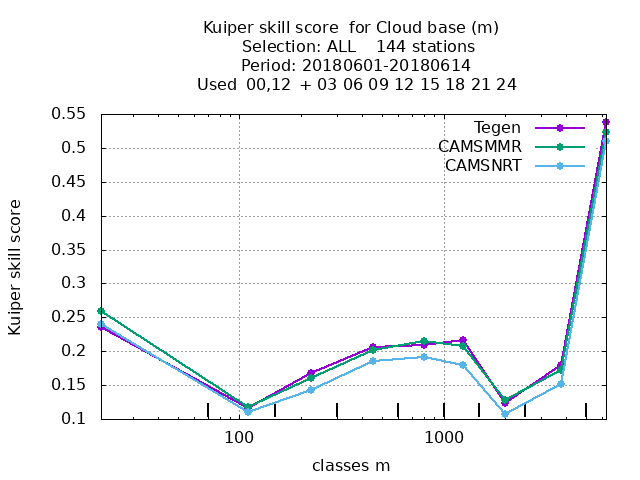 Kuiper skill score  for Cloud base (m)
Selection: ALL    144 stations
Period: 20180601-20180614
Used  00,12  + 03 06 09 12 15 18 21 24
Tegen
CAMSMMR
CAMSNRT
Kuiper skill score
0.55
0.5
0.45
0.4
0.35
0.3
0.25
0.2
0.15
0.1
100 1000
classes m